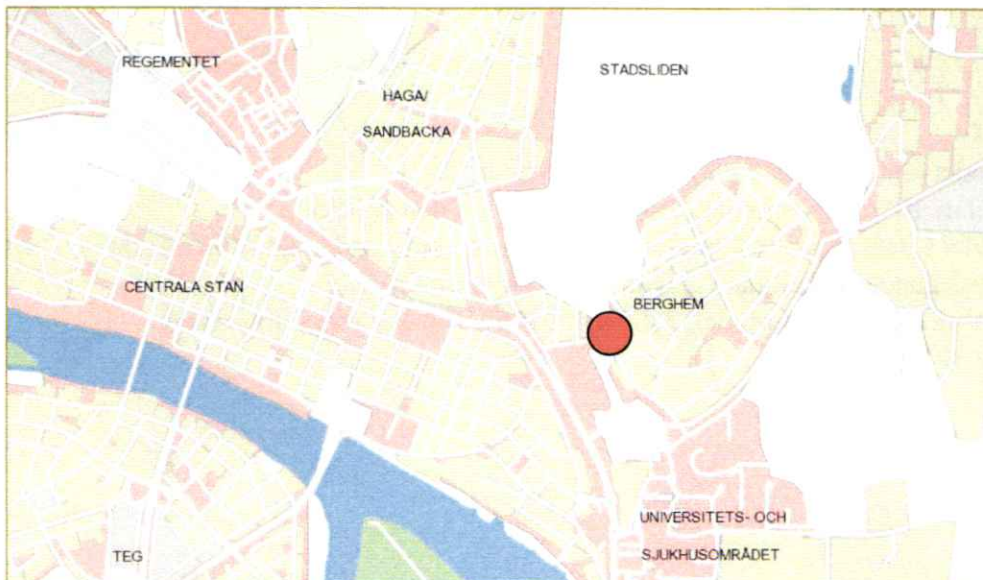 REGEMENTET
HAGA/
SANDBACKA
STADSLIDEN
CENTRALA STAN
BERGHEM
UNIVERSITETS- OCH
SJUKHUSOMRÅDET
TEG